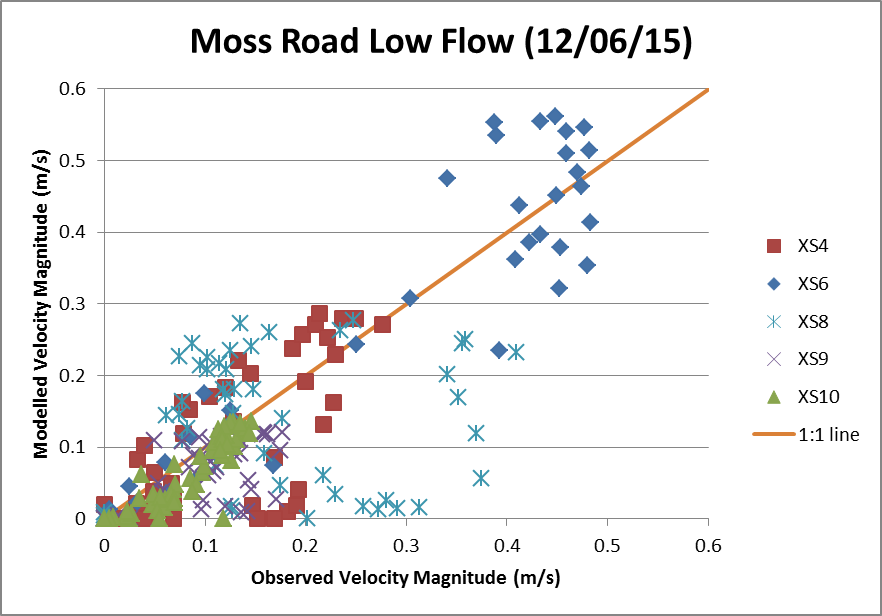 Moss Road Low Flow (12/06/15)
Modelled Velocity Magnitude (m/s)
0.6
0.5
0.4
0.3
0.2
0.1
0
0 0.1 0.2 0.3 0.4 0.5 0.6
Observed Velocity Magnitude (m/s)
XS4
XS6
XS8
XS9
XS10
1:1 line